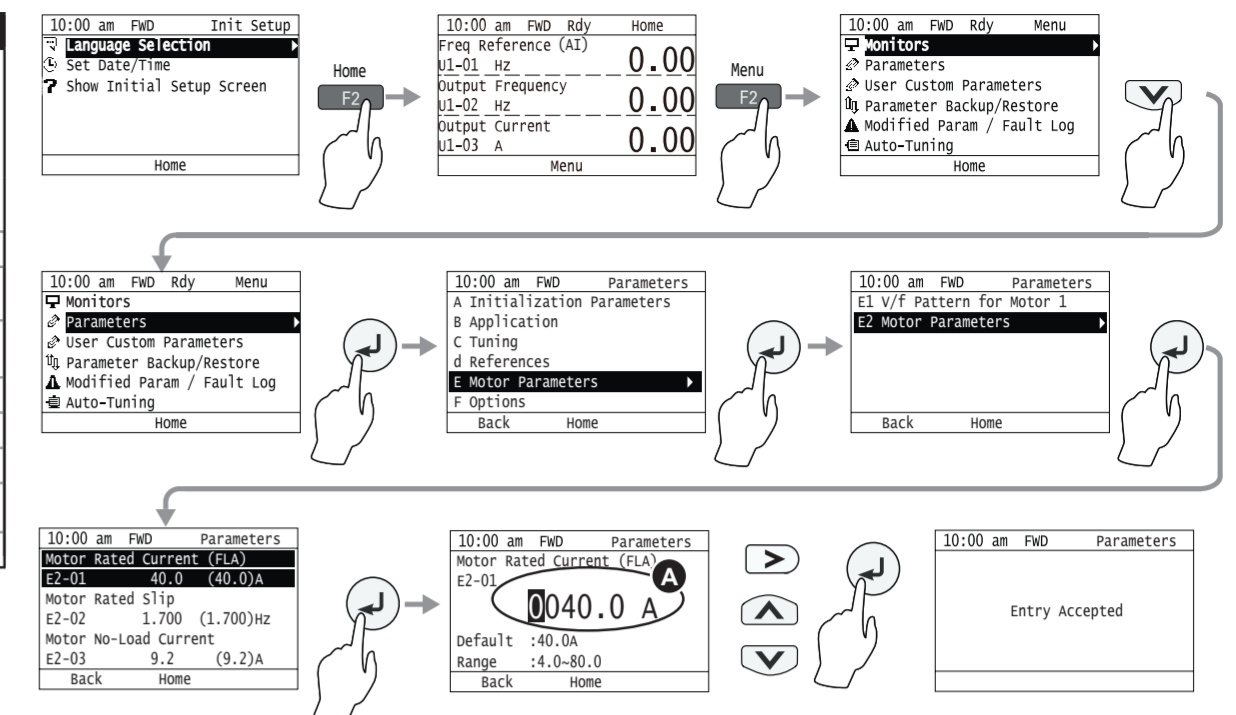 10:00 am FWD Init Setup
Language Selection
Set Date/Time
Show Initial Setup Screen
Home
Home
F2
10:00 am FWD Rdy Home
Freq Reference (AI)
U1-01 Hz 0.00
Output Frequency
U1-02 Hz 0.00
Output Current
U1-03 A 0.00
Menu
Menu
F2
10:00 am FWD Rdy Menu
Monitors
Parameters
User Custom Parameters
Parameter Backup/Restore
Modified Param / Fault Log
Auto-Tuning
Home
10:00 am FWD Rdy Menu
Monitors
Parameters
User Custom Parameters
Parameter Backup/Restore
Modified Param / Fault Log
Auto-Tuning
Home
10:00 am FWD Parameters
A Initialization Parameters
B Application
C Tuning
d References
E Motor Parameters
F Options
Back Home
10:00 am FWD Parameters
E1 V/f Pattern for Motor 1
E2 Motor Parameters
Back Home
10:00 am FWD Parameters
Motor Rated Current (FLA)
E2-01 40.0 (40.0)A
Motor Rated Slip
E2-02 1.700 (1.700)Hz
Motor No-Load Current
E2-03 9.2 (9.2)A
Back Home
10:00 am FWD Parameters
Motor Rated Current (FLA)
A
E2-01
0040.0 A
Default :40.0A
Range :4.0~80.0
Back Home
10:00 am FWD Parameters
Entry Accepted